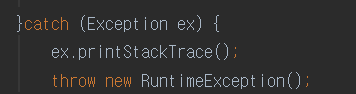 }catch (Exception ex) {
ex.printStackTrace();
throw new RuntimeException();